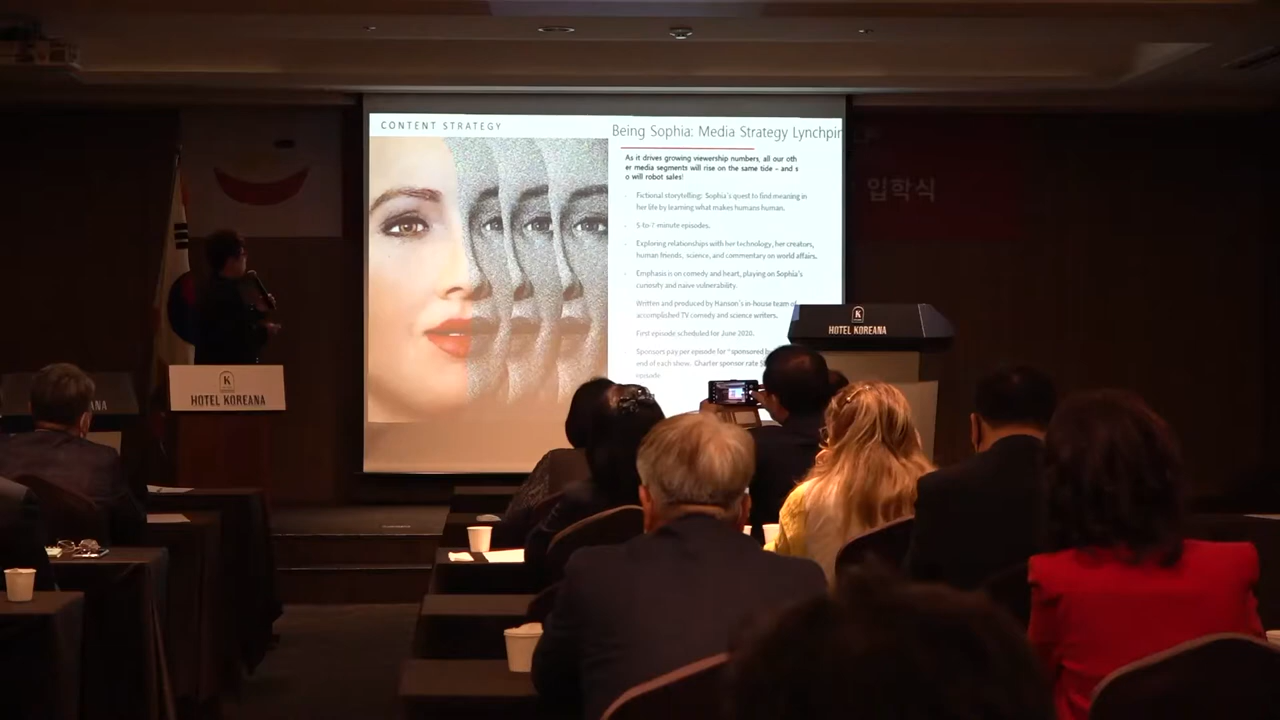 CONTENT STRATEGY
Being Sophia: Media Strategy Lynchpin
As it drives growing viewership numbers, all our oth
er media segments will rise on the same tide – and s
o will robot sales!
Fictional storytelling: Sophia's quest to find meaning in
her life by learning what makes humans human.
5-to-7 minute episodes.
Exploring relationships with her technology, her creators,
human friends, science, and commentary on world affairs.
Emphasis is on comedy and heart, playing on Sophia's
curiosity and naive vulnerability.
Written and produced by Hanson's in-house team of
accomplished TV comedy and science writers.
First episode scheduled for June 2020.
Sponsors pay per episode for "sponsored
end of each show. Charter sponsor rate
episode
입학식
K
HOTEL KOREANA
K
HOTEL KOREANA
ANA